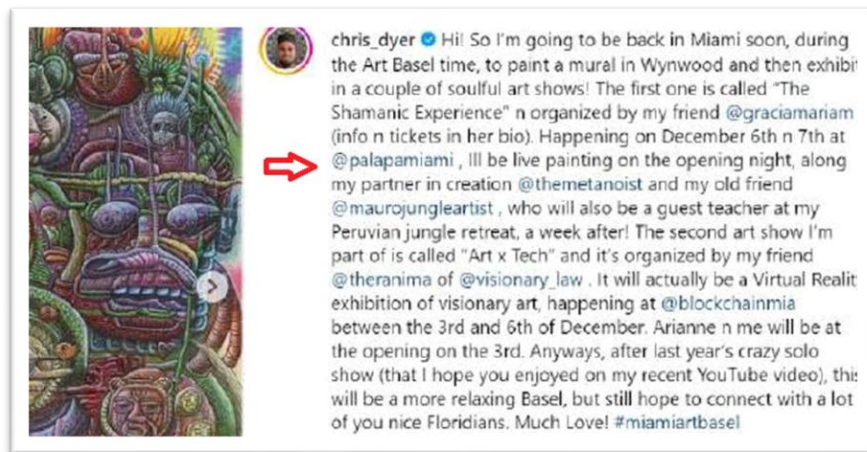 chris_dyer Hi! So I'm going to be back in Miami soon, during
the Art Basel time, to paint a mural in Wynwood and then exhibit
in a couple of soulful art shows! The first one is called "The
Shamanic Experience" n organized by my friend @graciamariam
(info n tickets in her bio). Happening on December 6th n 7th at
@palapamiami , Ill be live painting on the opening night, along
my partner in creation @themetanoist and my old friend
@maurojungleartist , who will also be a guest teacher at my
Peruvian jungle retreat, a week after! The second art show I'm
part of is called "Art x Tech" and it's organized by my friend
@theranima of @visionary_law . It will actually be a Virtual Realit
exhibition of visionary art, happening at @blockchainmia
between the 3rd and 6th of December. Arianne n me will be at
the opening on the 3rd. Anyways, after last year's crazy solo
show (that I hope you enjoyed on my recent YouTube video), this
will be a more relaxing Basel, but still hope to connect with a lot
of you nice Floridians. Much Love! #miamiartbasel